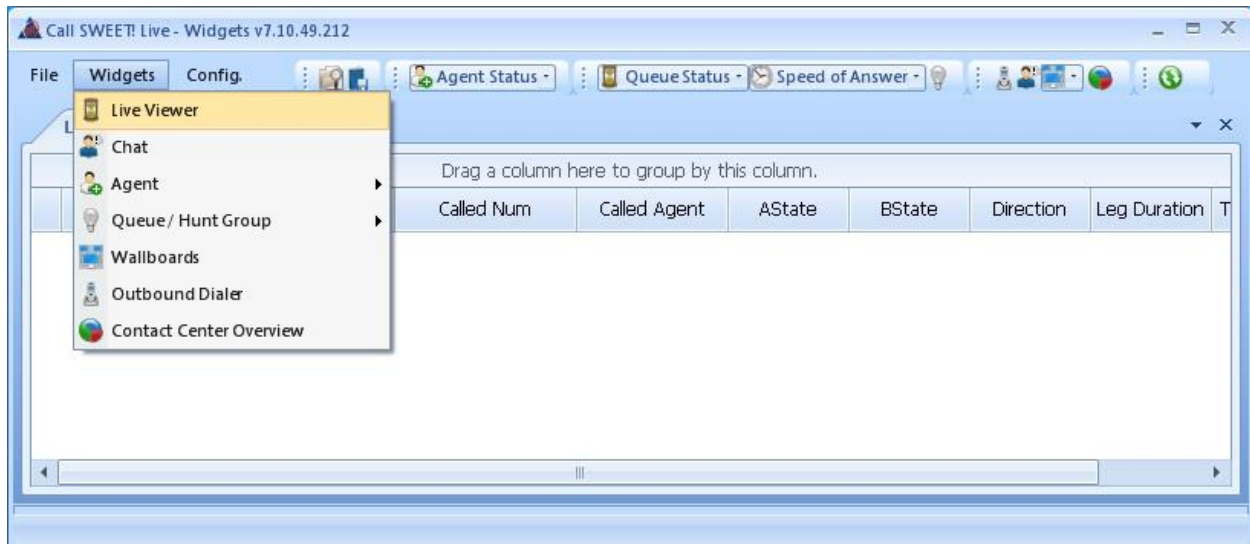 Call SWEET! Live - Widgets v7.10.49.212
File Widgets Config. Agent Status Queue Status Speed of Answer
Live Viewer
L
Chat
Drag a column here to group by this column.
Agent
Called Num Called Agent AState BState Direction Leg Duration T
Queue / Hunt Group
Wallboards
Outbound Dialer
Contact Center Overview